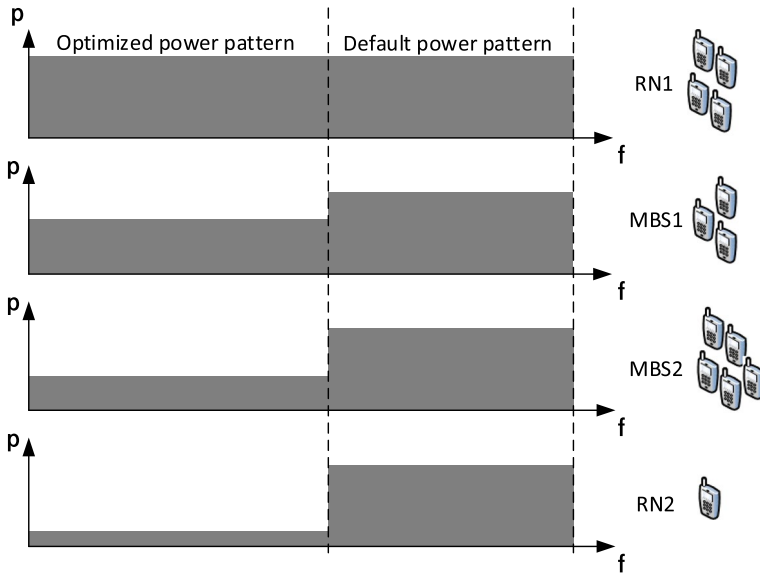 p
Optimized power pattern
Default power pattern
RN1
f
p
MBS1
f
p
MBS2
f
p
RN2
f